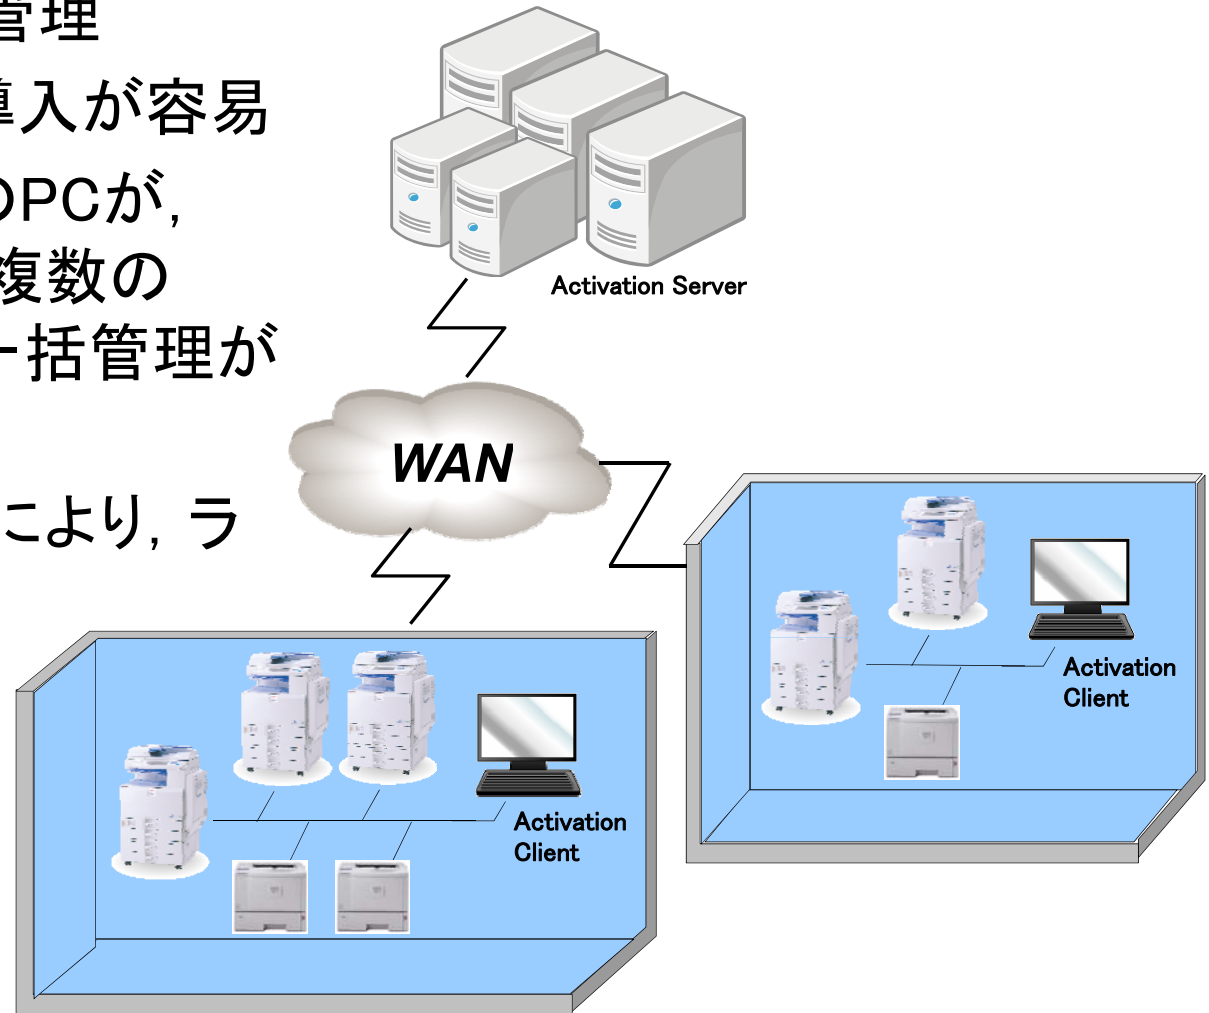 管理
導入が容易
のPCが,
複数の
一括管理が
により, ラ
Activation Server
WAN
Activation
Client
Activation
Client